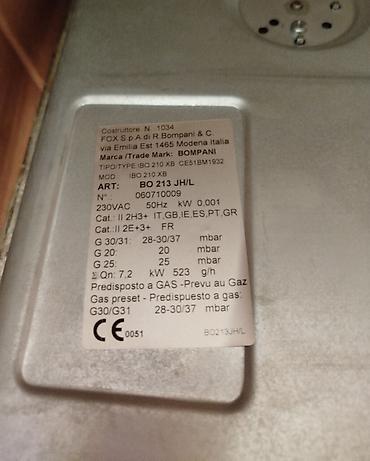 Costruttore N. 1034
FOX S.p.A di R.Bompani & C.
via Emilia Est 1465 Modena Italia
Marca/Trade Mark: BOMPANI
TIPO/TYPE: IBO 210 XB CE51BM1932
MOD IBO 210 XB
ART: BO 213 JH/L
N° 060710009
230VAC 50Hz kW 0,001
Cat.: II 2H3+ IT,GB,IE,ES,PT,GR
Cat.: II 2E+3+ FR
G 30/31: 28-30/37 mbar
G 20: 20 mbar
G 25: 25 mbar
Σ Qn: 7,2 kW 523 g/h
Predisposto a GAS -Prevu au Gaz
Gas preset - Predispuesto a gas:
G30/G31 28-30/37 mbar
CE 0051 BO213JH/L